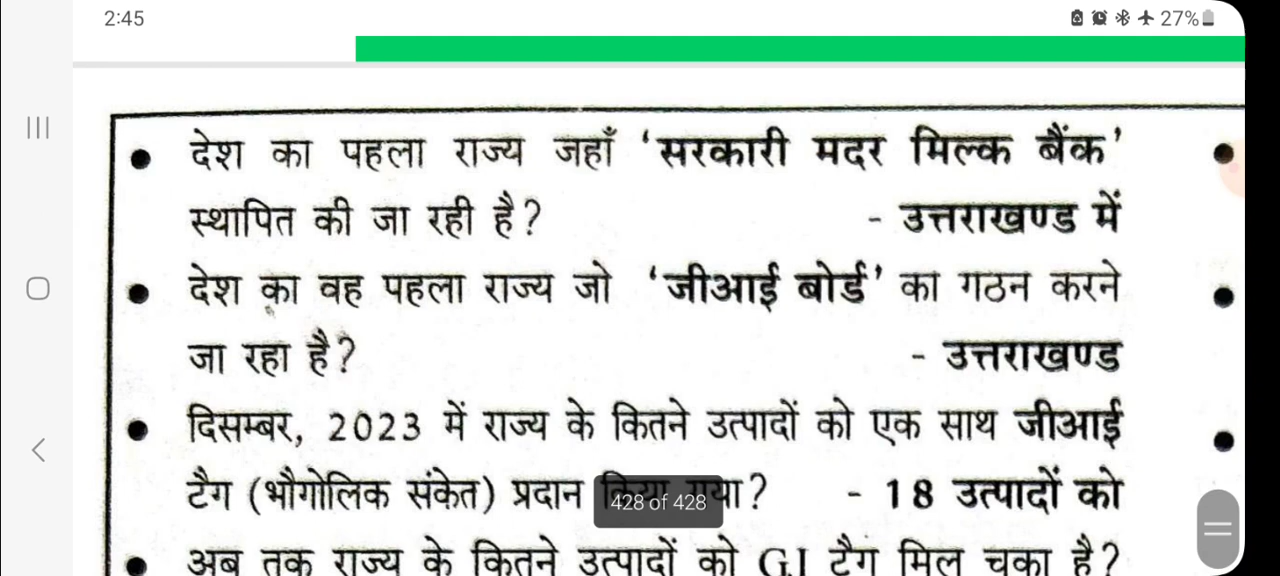 2:45
27%
देश का पहला राज्य जहाँ ‘सरकारी मदर मिल्क बैंक’
स्थापित की जा रही है? - उत्तराखण्ड में
देश का वह पहला राज्य जो ‘जीआई बोर्ड’ का गठन करने
जा रहा है? - उत्तराखण्ड
दिसम्बर, 2023 में राज्य के कितने उत्पादों को एक साथ जीआई
टैग (भौगोलिक संकेत) प्रदान किया गया? - 18 उत्पादों को
428 of 428
अब तक राज्य के कितने उत्पादों को G.I टैग मिल चुका है?